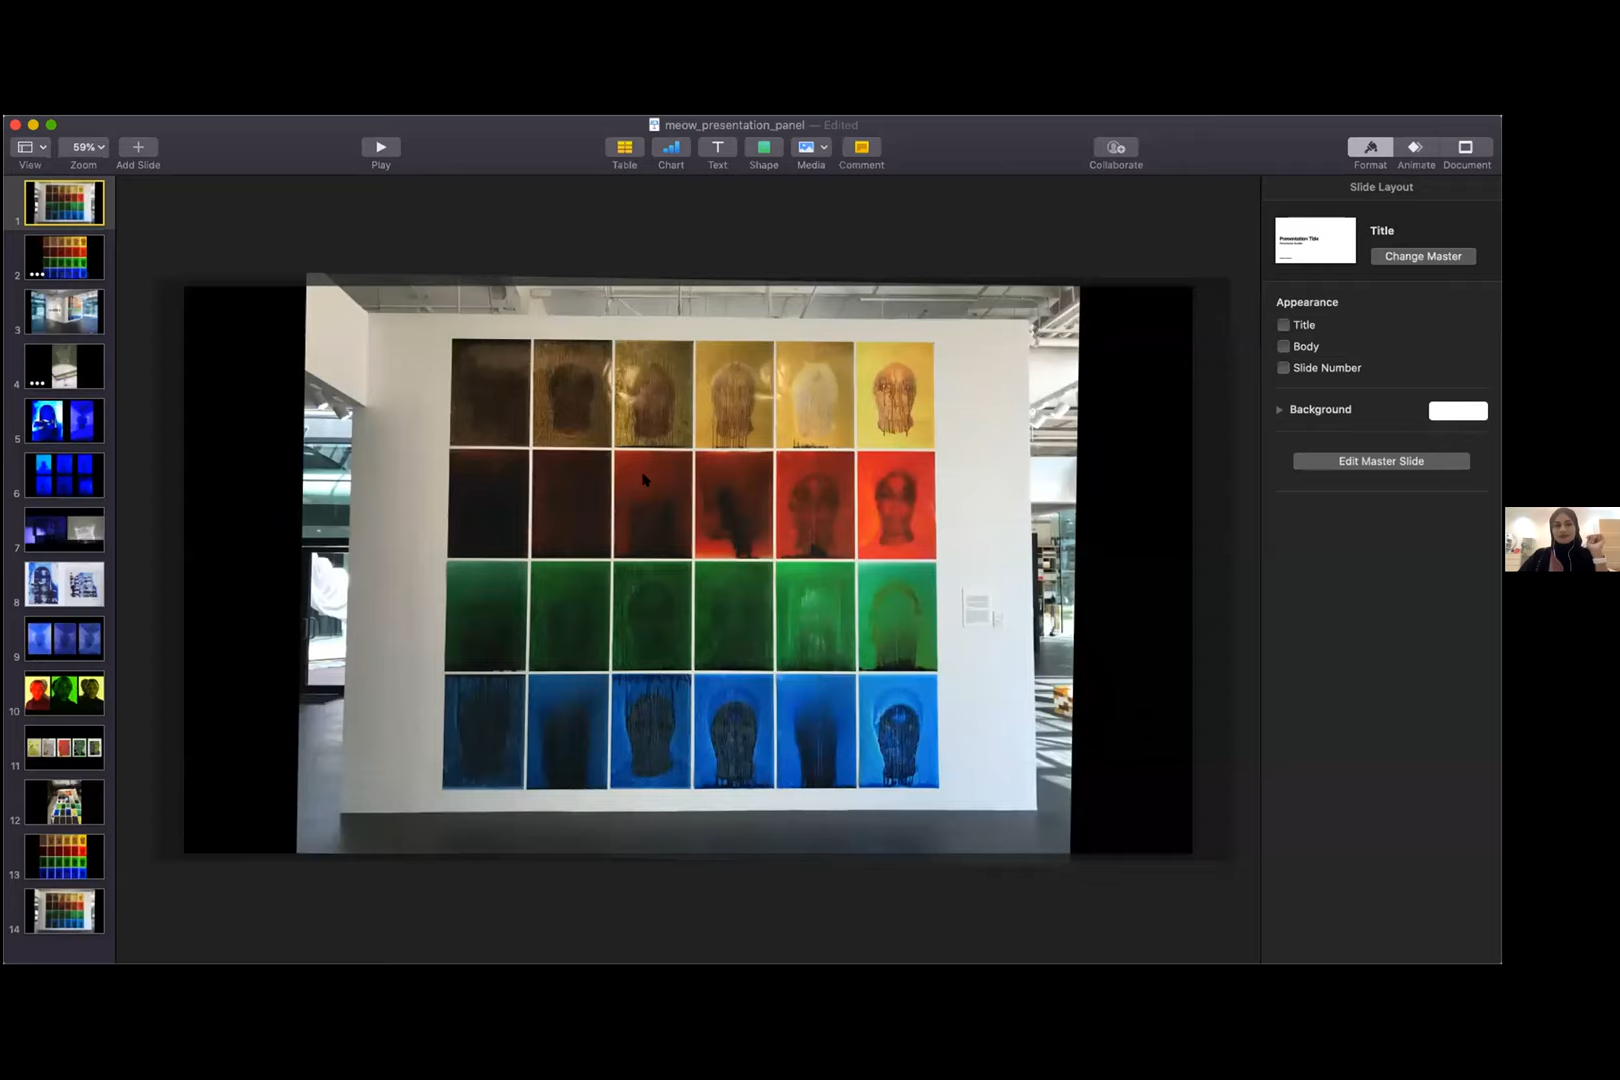 meow_presentation_panel — Edited
59%
View
Zoom
Add Slide
Play
Table
Chart
Text
Shape
Media
Comment
Collaborate
Format
Animate
Document
Slide Layout
Presentation Title
Title
Change Master
Appearance
Title
Body
Slide Number
Background
Edit Master Slide
1
2
3
4
5
6
7
8
9
10
11
12
13
14